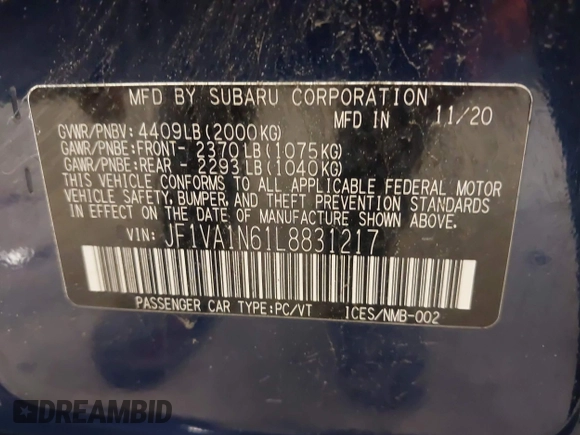 MFD BY SUBARU CORPORATION
MFD IN 11/20
GVWR/PNBV: 4409LB(2000KG)
GAWR/PNBE:FRONT- 2370LB(1075KG)
GAWR/PNBE:REAR - 2293LB(1040KG)
THIS VEHICLE CONFORMS TO ALL APPLICABLE FEDERAL MOTOR
VEHICLE SAFETY, BUMPER, AND THEFT PREVENTION STANDARDS
IN EFFECT ON THE DATE OF MANUFACTURE SHOWN ABOVE.
VIN: JF1VA1N61L8831217
PASSENGER CAR TYPE:PC/VT ICES/NMB-002
DREAMBID